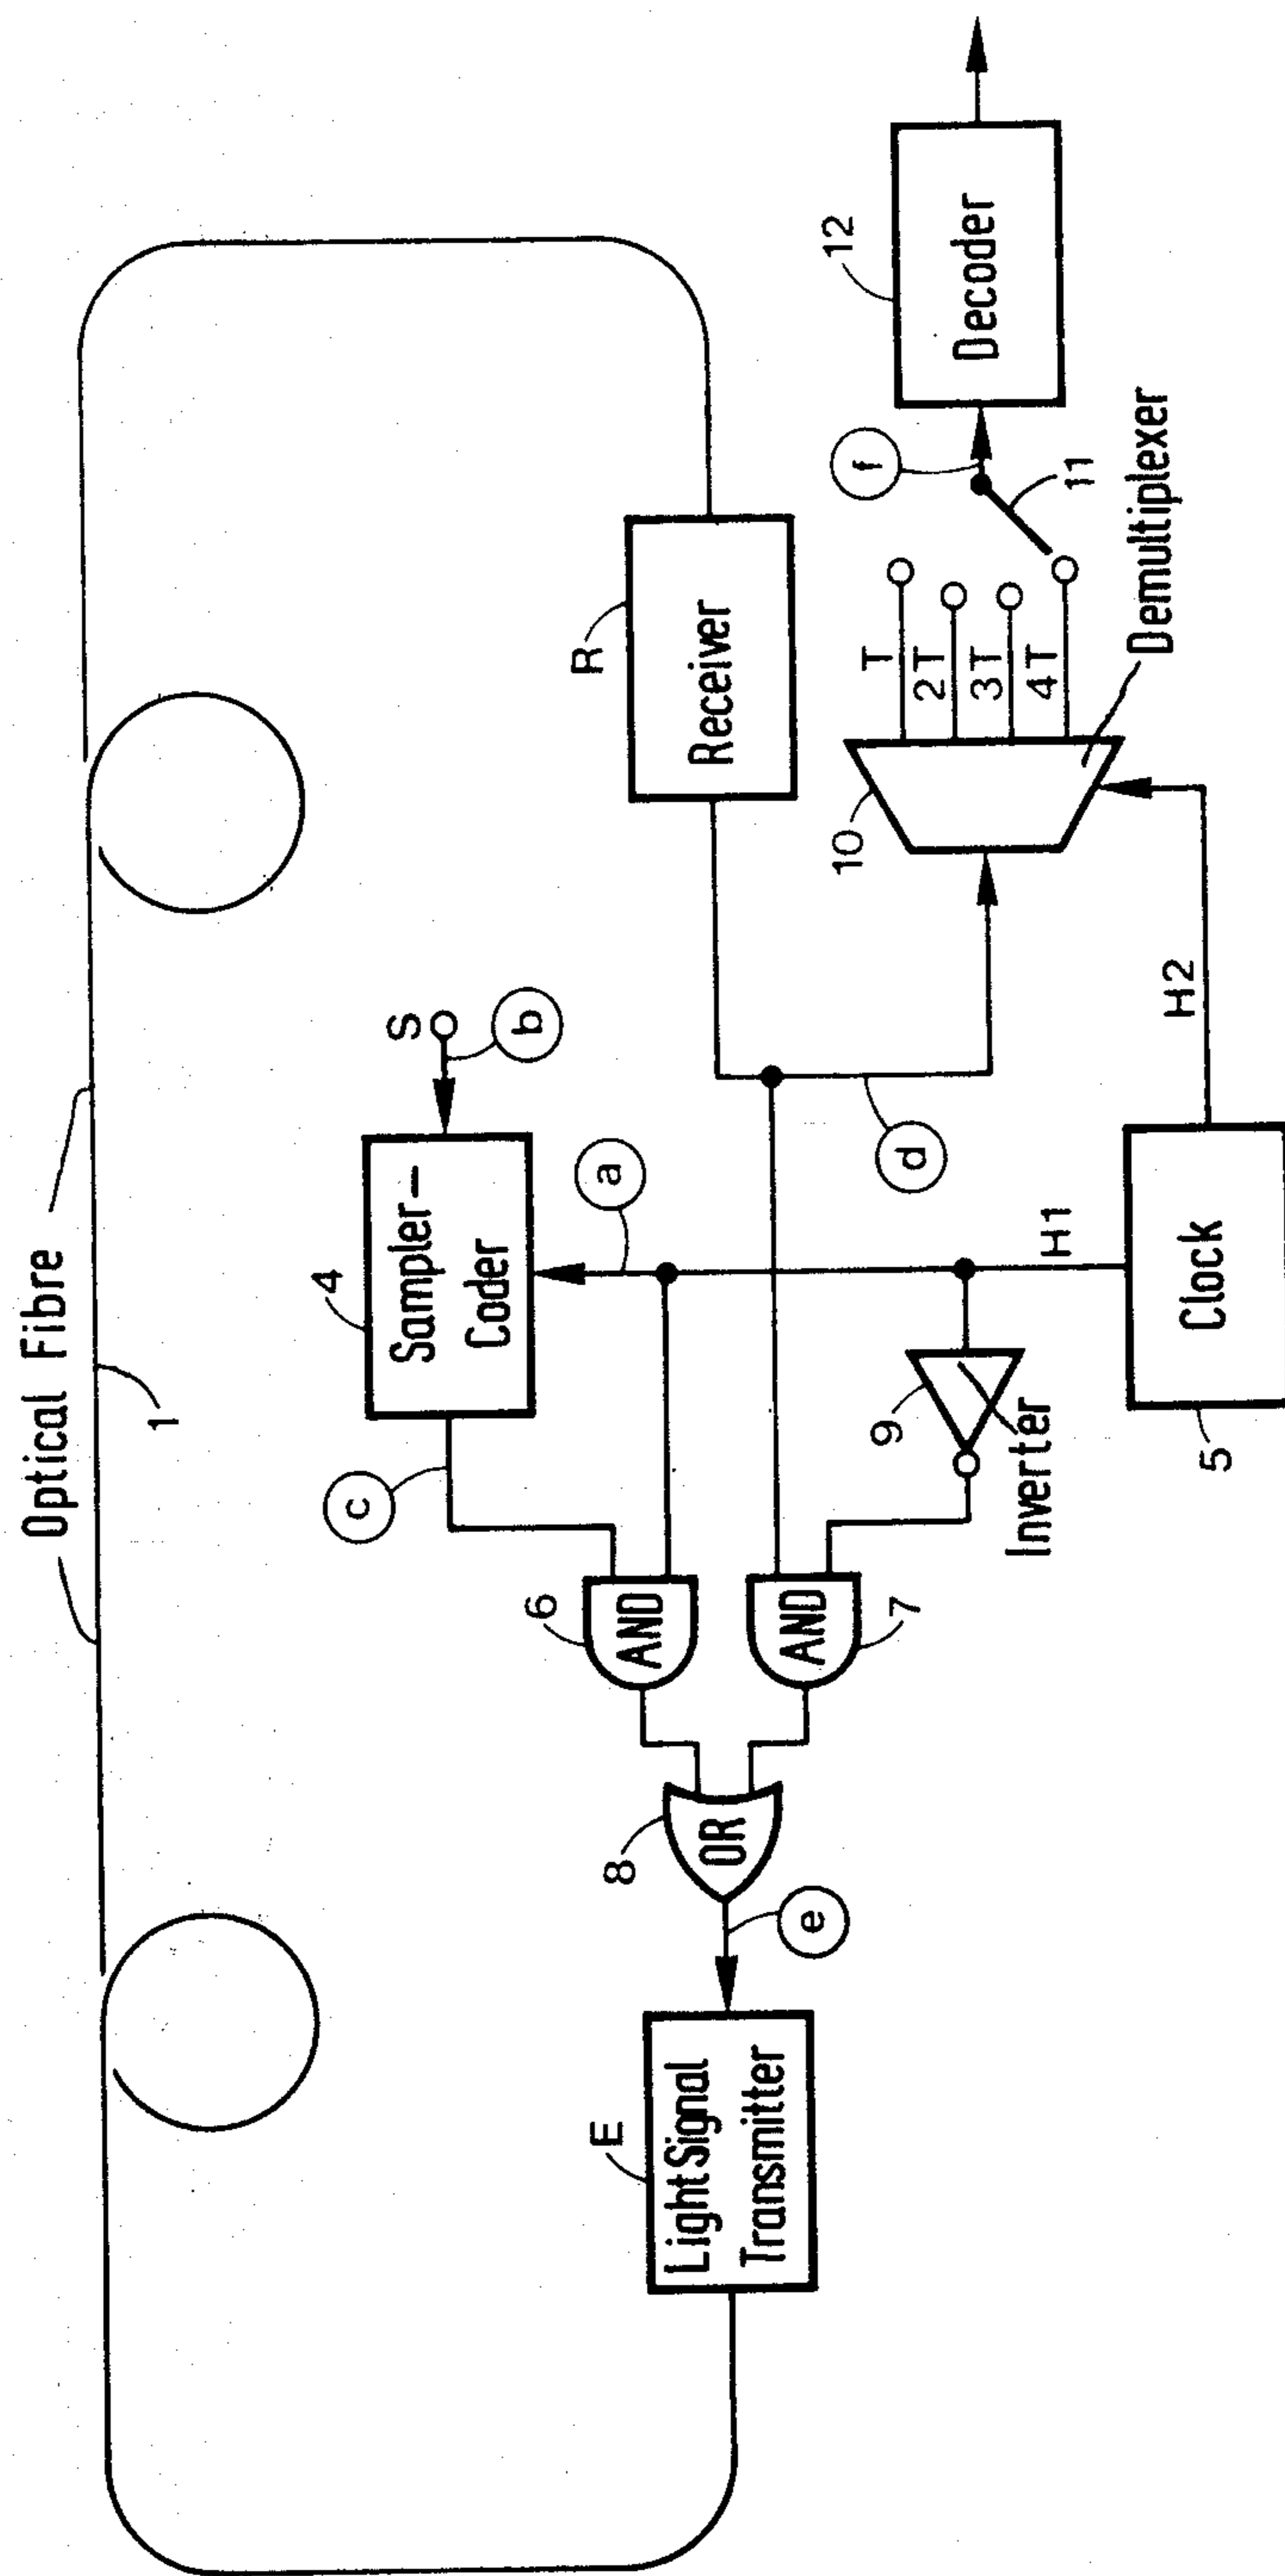 Optical Fibre
1
4
Sampler-
Coder
S
b
a
c
R
Receiver
6
AND
8
OR
e
E
Light Signal
Transmitter
AND
7
d
9
Inverter
H1
Clock
5
H2
10
T
2T
3T
4T
Demultiplexer
11
f
12
Decoder